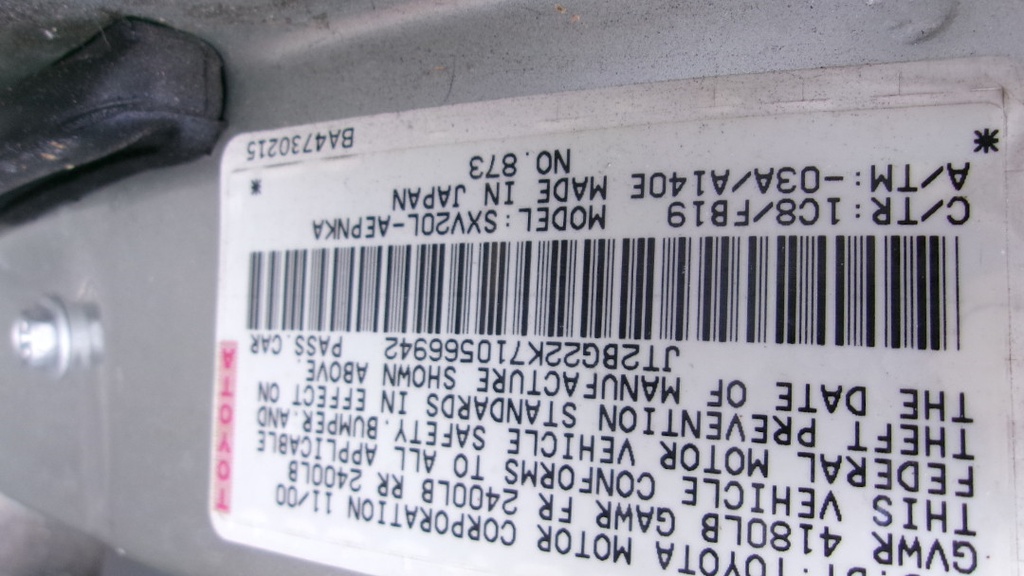 D. BY: TOYOTA MOTOR CORPORATION 11/00
GVWR 4180LB GAWR FR 2400LB RR 2400LB
THIS VEHICLE CONFORMS TO ALL APPLICABLE
FEDERAL MOTOR VEHICLE SAFETY. BUMPER. AND
THEFT PREVENTION STANDARDS IN EFFECT ON
THE DATE OF MANUFACTURE SHOWN ABOVE.
JT2BG22K710566942 PASS. CAR
C/TR: 1C8/FB19 MODEL: SXV20L-AEPNKA
A/TM: -03A/A140E MADE IN JAPAN
NO. 873
* *
BA4730215
TOYOTA